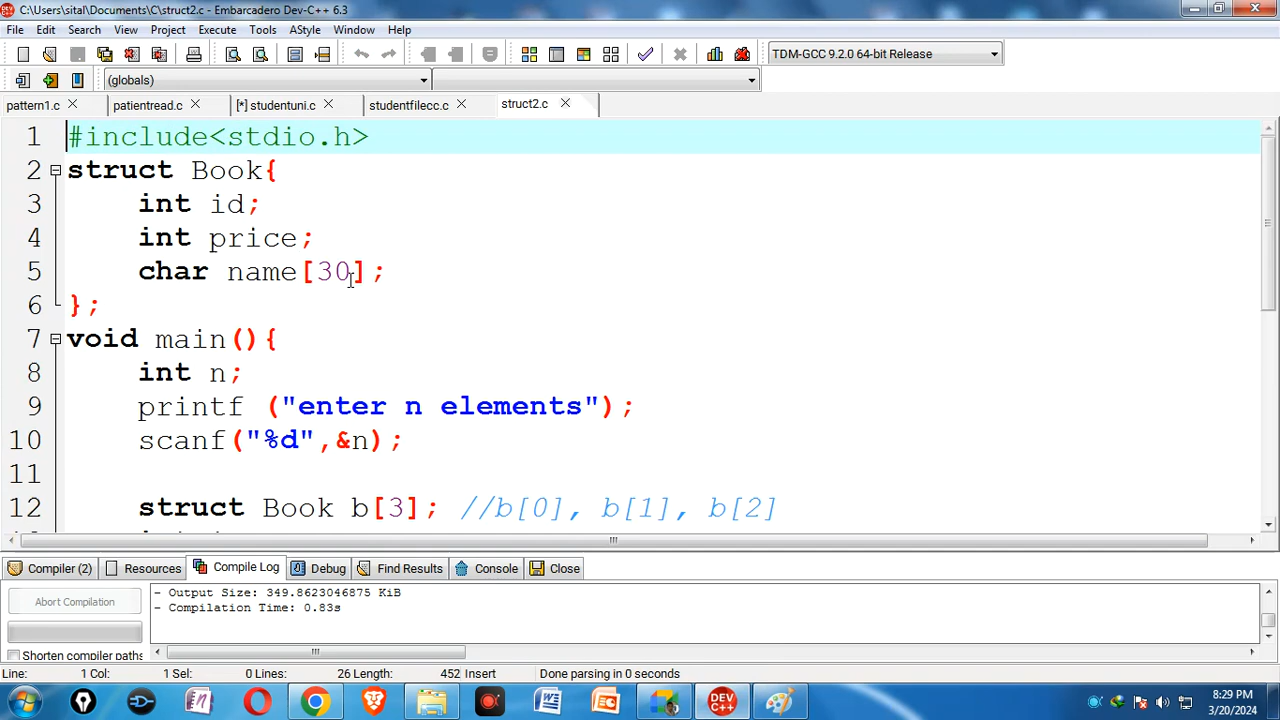 C:\Users\sital\Documents\C\struct2.c - Embarcadero Dev-C++ 6.3
File Edit Search View Project Execute Tools AStyle Window Help
TDM-GCC 9.2.0 64-bit Release
(globals)
pattern1.c patientread.c [*] studentuni.c studentfilecc.c struct2.c
1 #include<stdio.h>
2 struct Book{
3 int id;
4 int price;
5 char name[30];
6 };
7 void main(){
8 int n;
9 printf ("enter n elements");
10 scanf("%d",&n);
11
12 struct Book b[3]; //b[0], b[1], b[2]
Compiler (2) Resources Compile Log Debug Find Results Console Close
Abort Compilation
- Output Size: 349.8623046875 KiB
- Compilation Time: 0.83s
Shorten compiler paths
Line: 1 Col: 1 Sel: 0 Lines: 26 Length: 452 Insert Done parsing in 0 seconds
8:29 PM
3/20/2024